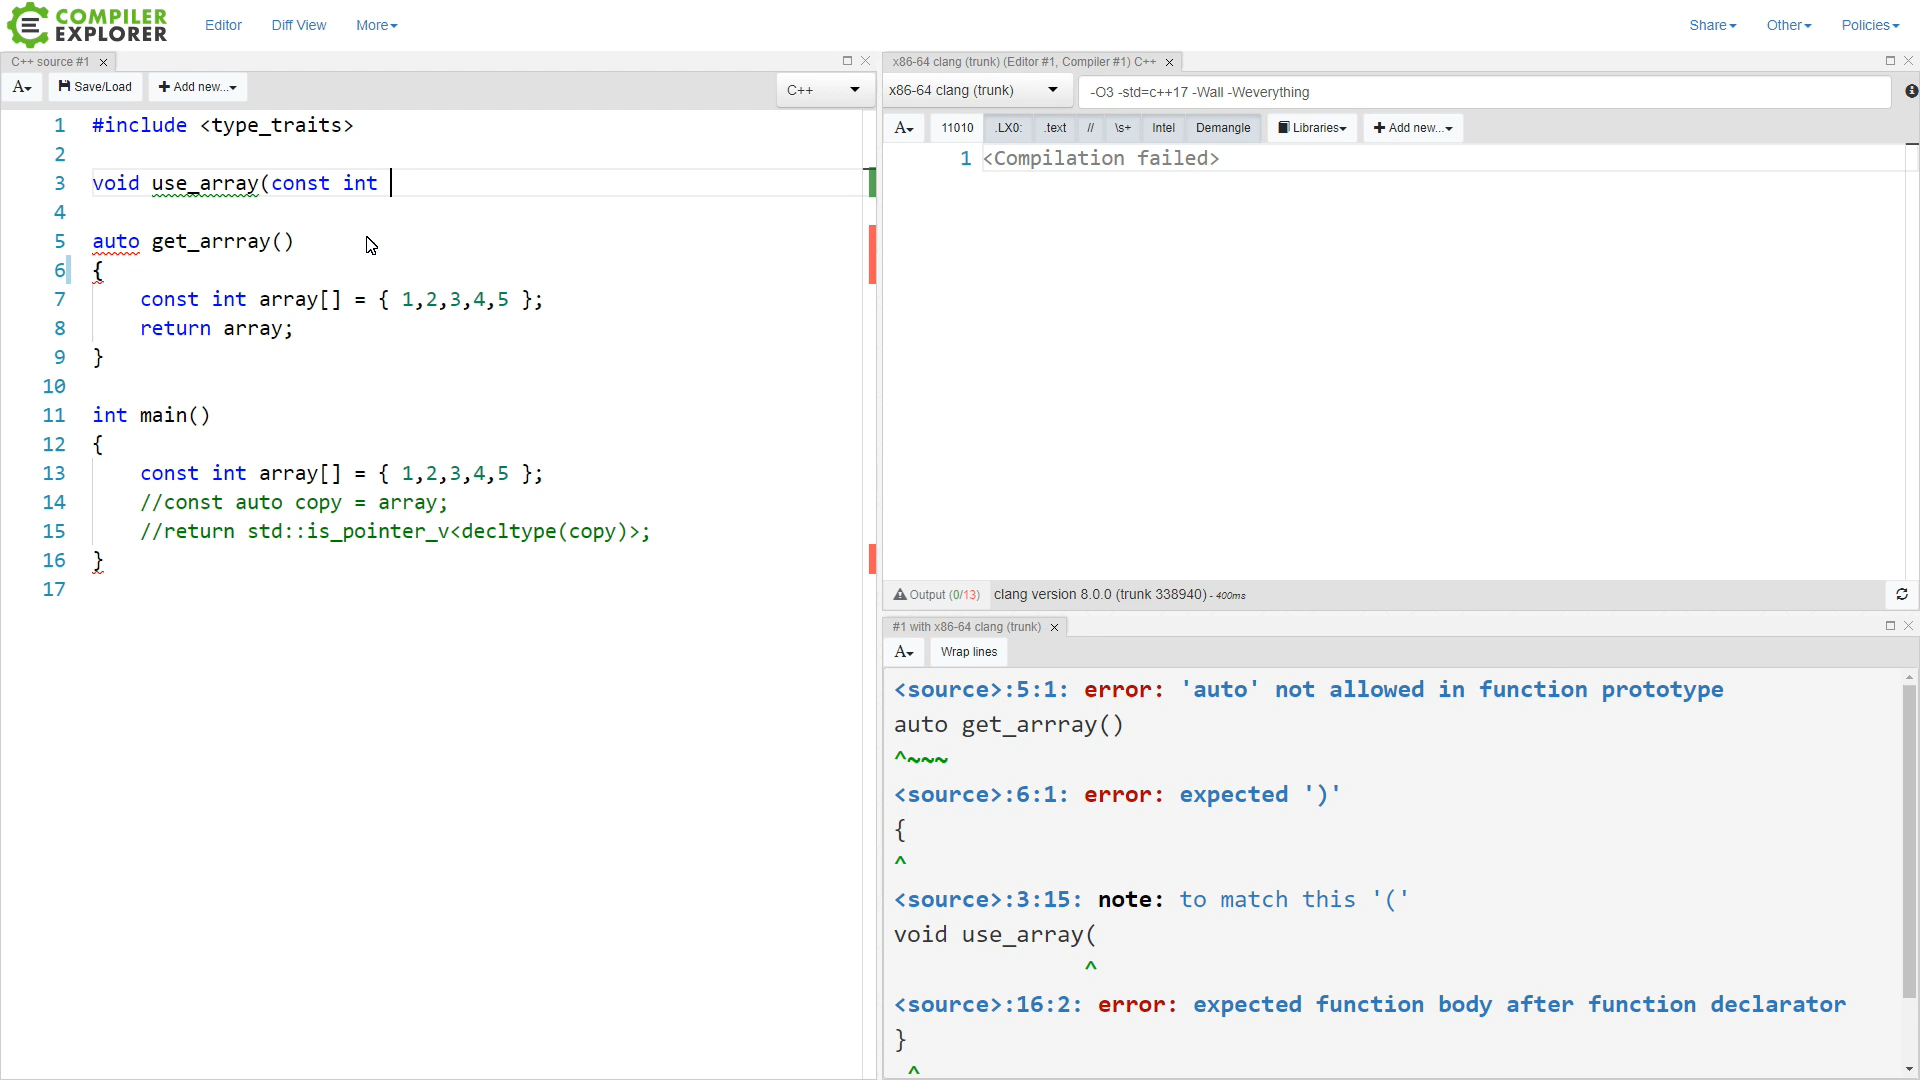 COMPILER
EXPLORER
Editor
Diff View
More
Share
Other
Policies
C++ source #1
A
Save/Load
+ Add new...
C++
1 #include <type_traits>
2
3 void use_array(const int
4
5 auto get_arrray()
6 {
7 const int array[] = { 1,2,3,4,5 };
8 return array;
9 }
10
11 int main()
12 {
13 const int array[] = { 1,2,3,4,5 };
14 //const auto copy = array;
15 //return std::is_pointer_v<decltype(copy)>;
16 }
17
x86-64 clang (trunk) (Editor #1, Compiler #1) C++
x86-64 clang (trunk)
-O3 -std=c++17 -Wall -Weverything
A 11010 .LX0: .text // \s+ Intel Demangle Libraries + Add new...
1 <Compilation failed>
Output (0/13) clang version 8.0.0 (trunk 338940) - 400ms
#1 with x86-64 clang (trunk)
A Wrap lines
<source>:5:1: error: 'auto' not allowed in function prototype
auto get_arrray()
^~~~
<source>:6:1: error: expected ')'
{
^
<source>:3:15: note: to match this '('
void use_array(
^
<source>:16:2: error: expected function body after function declarator
}
^